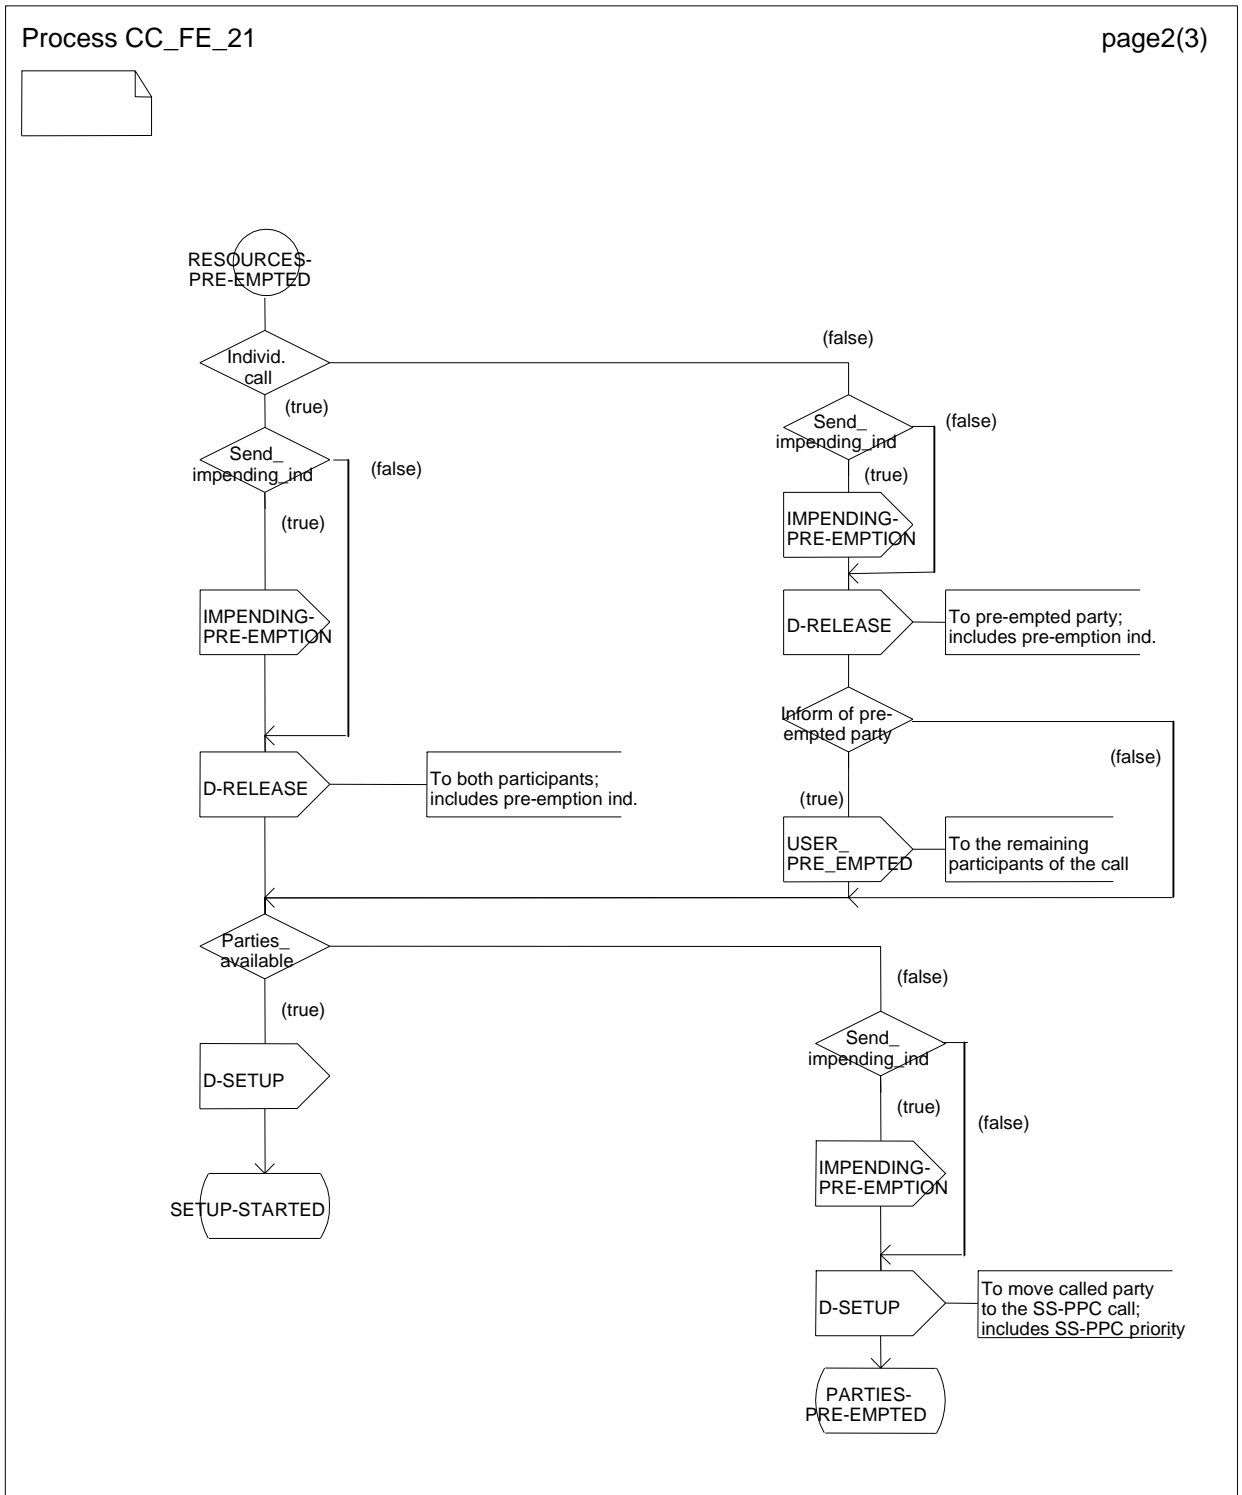 Process CC_FE_21
page2(3)
RESOURCES-
PRE-EMPTED
(false)
Individ.
call
(true)
Send_
impending_ind
(false)
(true)
IMPENDING-
PRE-EMPTION
D-RELEASE
To both participants;
includes pre-emption ind.
Send_
impending_ind
(false)
(true)
IMPENDING-
PRE-EMPTION
D-RELEASE
To pre-empted party;
includes pre-emption ind.
Inform of pre-
empted party
(false)
(true)
USER_
PRE_EMPTED
To the remaining
participants of the call
Parties_
available
(true)
D-SETUP
SETUP-STARTED
(false)
Send_
impending_ind
(true)
(false)
IMPENDING-
PRE-EMPTION
D-SETUP
To move called party
to the SS-PPC call;
includes SS-PPC priority
PARTIES-
PRE-EMPTED